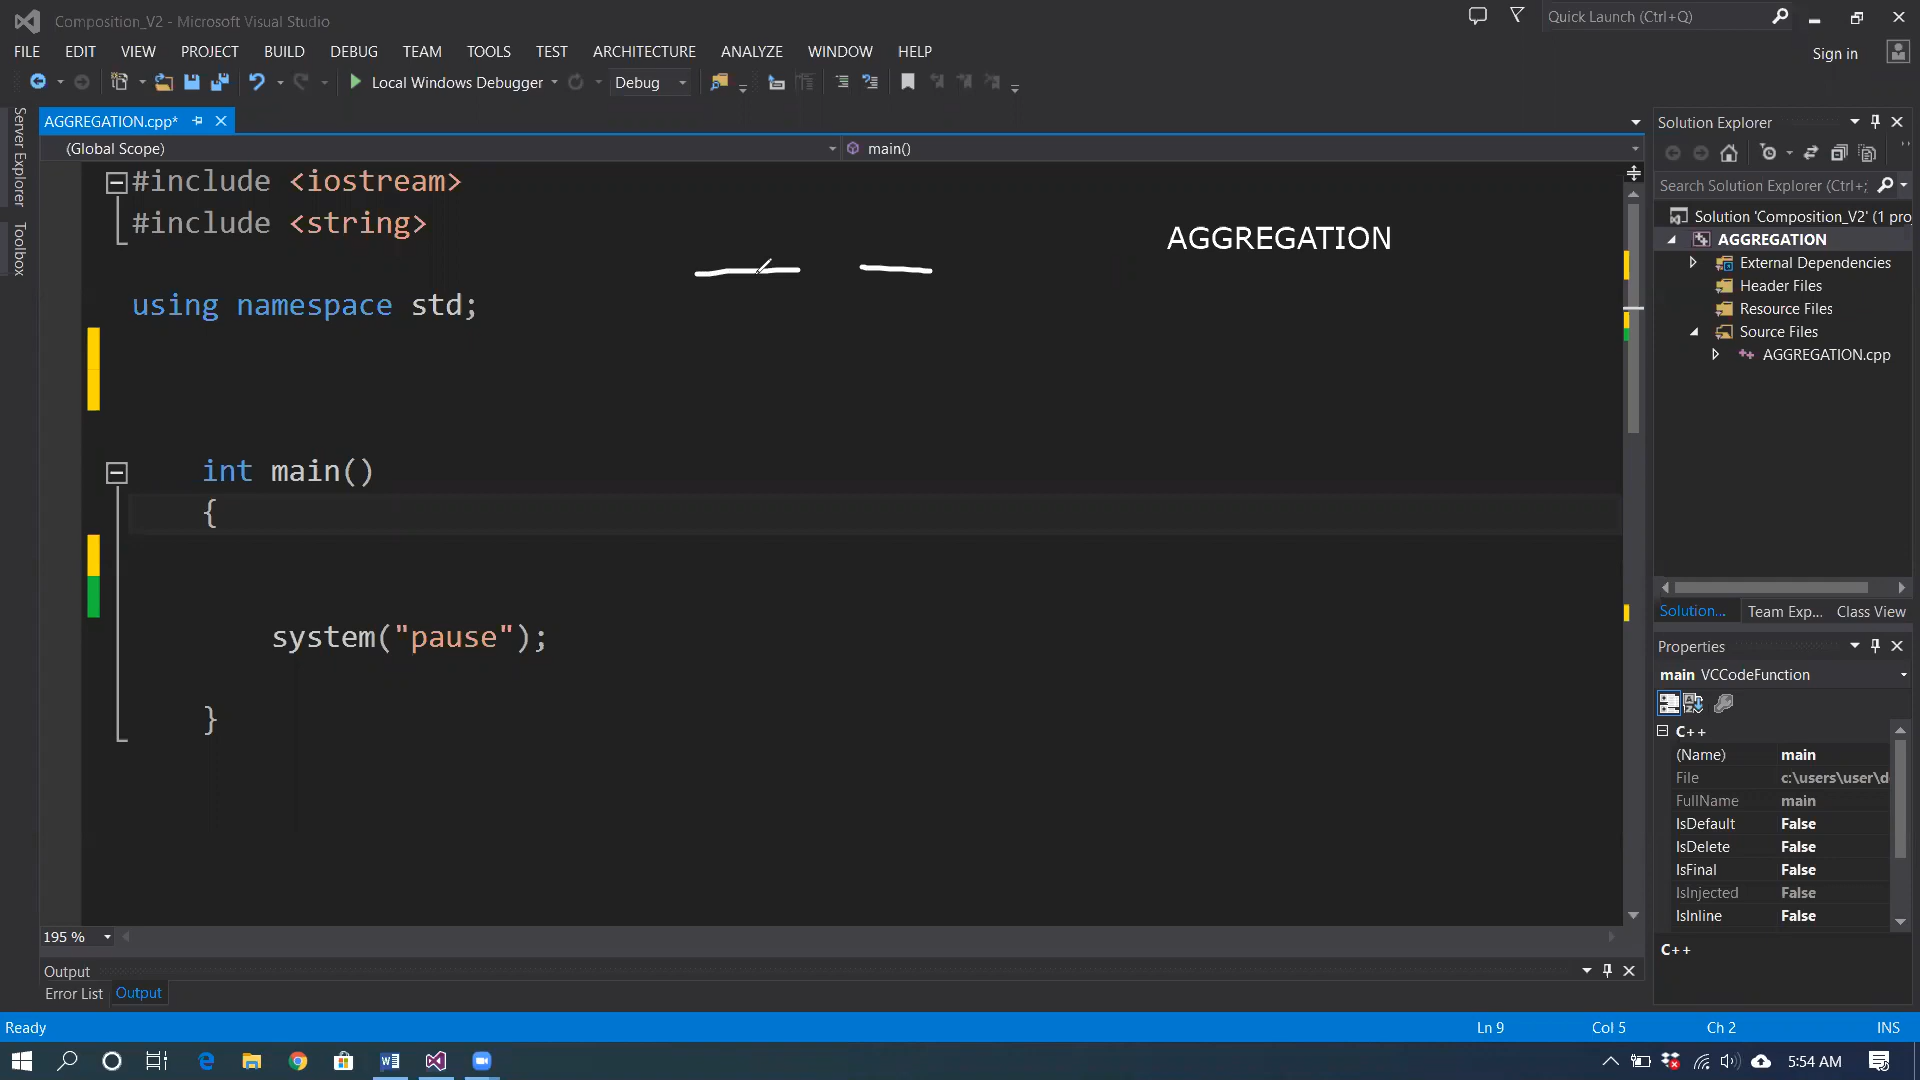 Composition_V2 - Microsoft Visual Studio
Quick Launch (Ctrl+Q)
FILE EDIT VIEW PROJECT BUILD DEBUG TEAM TOOLS TEST ARCHITECTURE ANALYZE WINDOW HELP
Sign in
Local Windows Debugger Debug
Server Explorer
Toolbox
AGGREGATION.cpp*
(Global Scope) main()
#include <iostream>
#include <string>
AGGREGATION
using namespace std;
int main()
{
system("pause");
}
195 %
Output
Error List Output
Solution Explorer
Search Solution Explorer (Ctrl+;
Solution 'Composition_V2' (1 pro
AGGREGATION
External Dependencies
Header Files
Resource Files
Source Files
AGGREGATION.cpp
Solution... Team Exp... Class View
Properties
main VCCodeFunction
C++
(Name) main
File c:\users\user\d
FullName main
IsDefault False
IsDelete False
IsFinal False
IsInjected False
IsInline False
C++
Ready Ln 9 Col 5 Ch 2 INS
5:54 AM